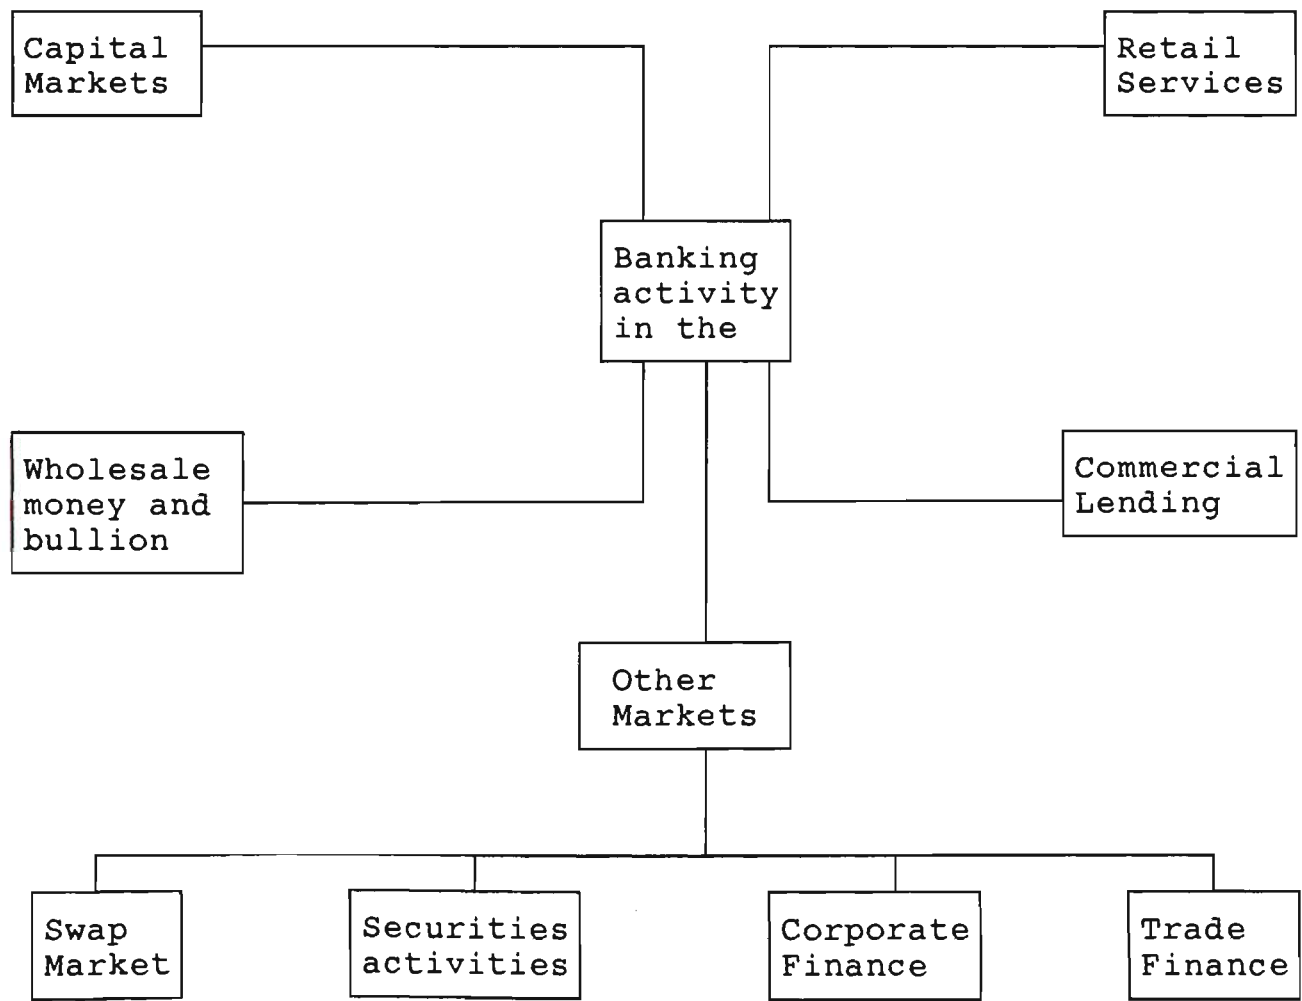 Capital
Markets
Retail
Services
Banking
activity
in the
Wholesale
money and
bullion
Commercial
Lending
Other
Markets
Swap
Market
Securities
activities
Corporate
Finance
Trade
Finance